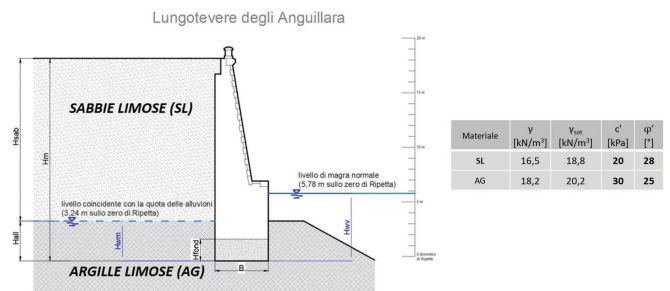 Lungotevere degli Anguillara
20 m
15 m
10 m
5 m
0 idrometro
di Ripetta
SABBIE LIMOSE (SL)
Hsab
Hm
livello di magra normale
(5,78 m sullo zero di Ripetta)
livello coincidente con la quota delle alluvioni
(3,24 m sullo zero di Ripetta)
Hall
Hwm
Hfond
Hwv
B
ARGILLE LIMOSE (AG)
Materiale γ [kN/m³] γsat [kN/m³] c' [kPa] φ' [°]
SL 16,5 18,8 20 28
AG 18,2 20,2 30 25